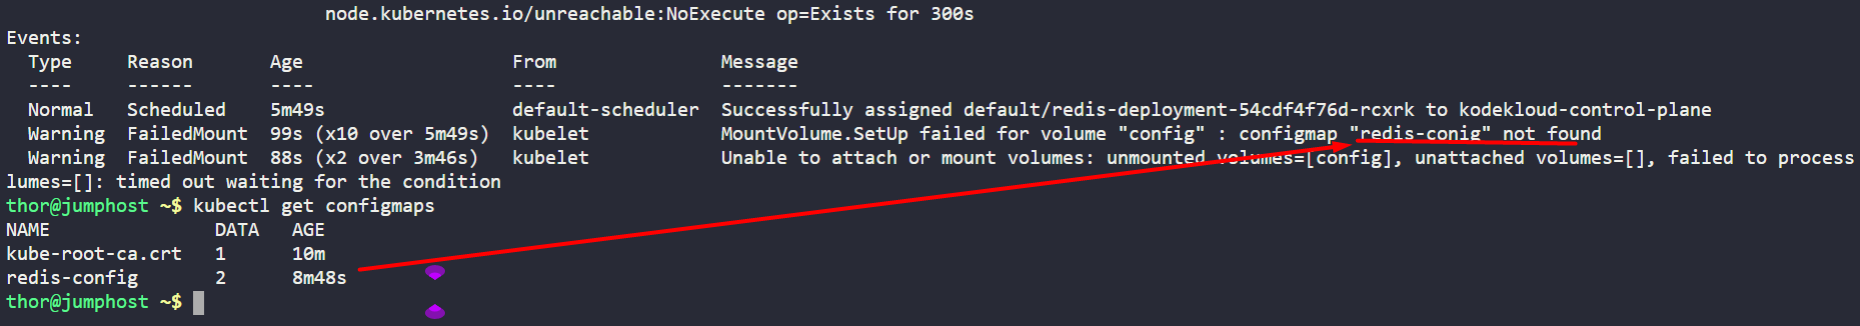 node.kubernetes.io/unreachable:NoExecute op=Exists for 300s
Events:
Type Reason Age From Message
---- ------ ---- ---- -------
Normal Scheduled 5m49s default-scheduler Successfully assigned default/redis-deployment-54cdf4f76d-rcxrk to kodekloud-control-plane
Warning FailedMount 99s (x10 over 5m49s) kubelet MountVolume.SetUp failed for volume "config" : configmap "redis-conig" not found
Warning FailedMount 88s (x2 over 3m46s) kubelet Unable to attach or mount volumes: unmounted volumes=[config], unattached volumes=[], failed to process
lumes=[]: timed out waiting for the condition
thor@jumphost ~$ kubectl get configmaps
NAME DATA AGE
kube-root-ca.crt 1 10m
redis-config 2 8m48s
thor@jumphost ~$